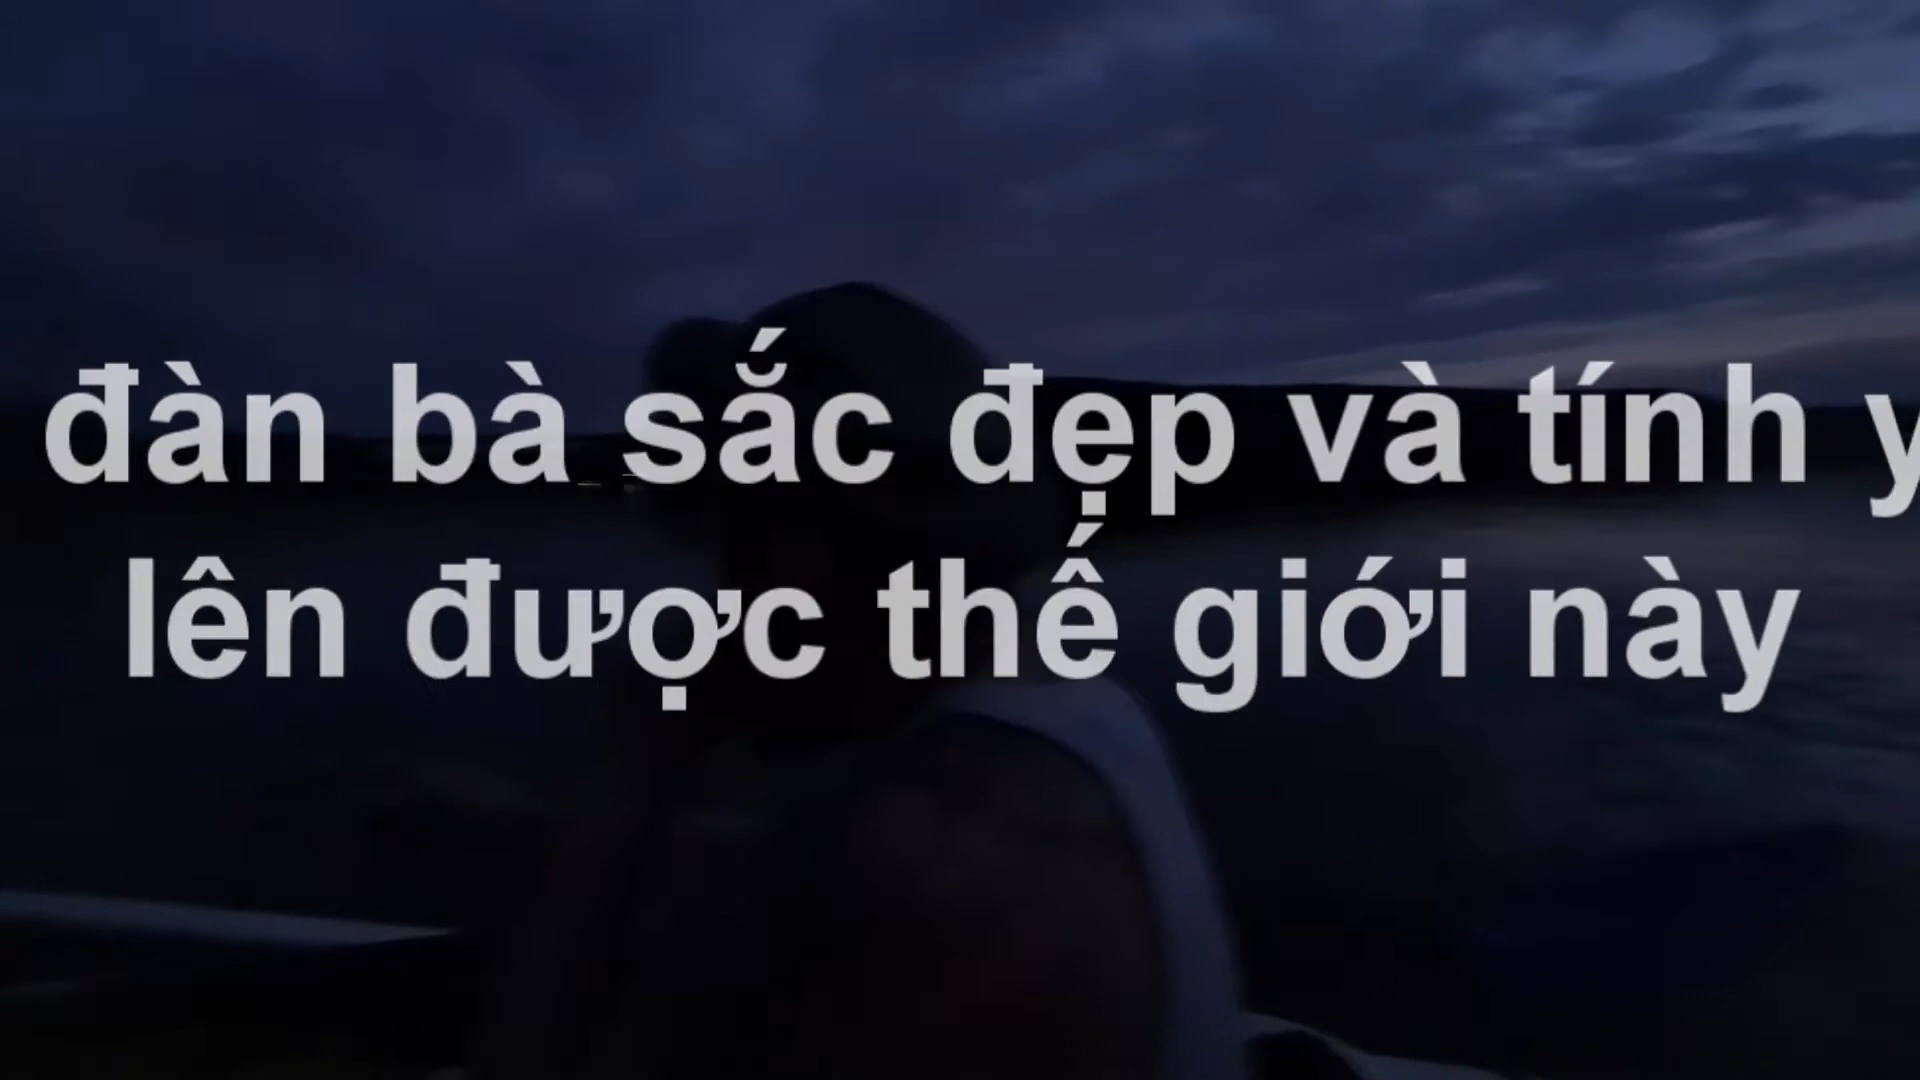 đàn bà sắc đẹp và tính y
lên được thế giới này